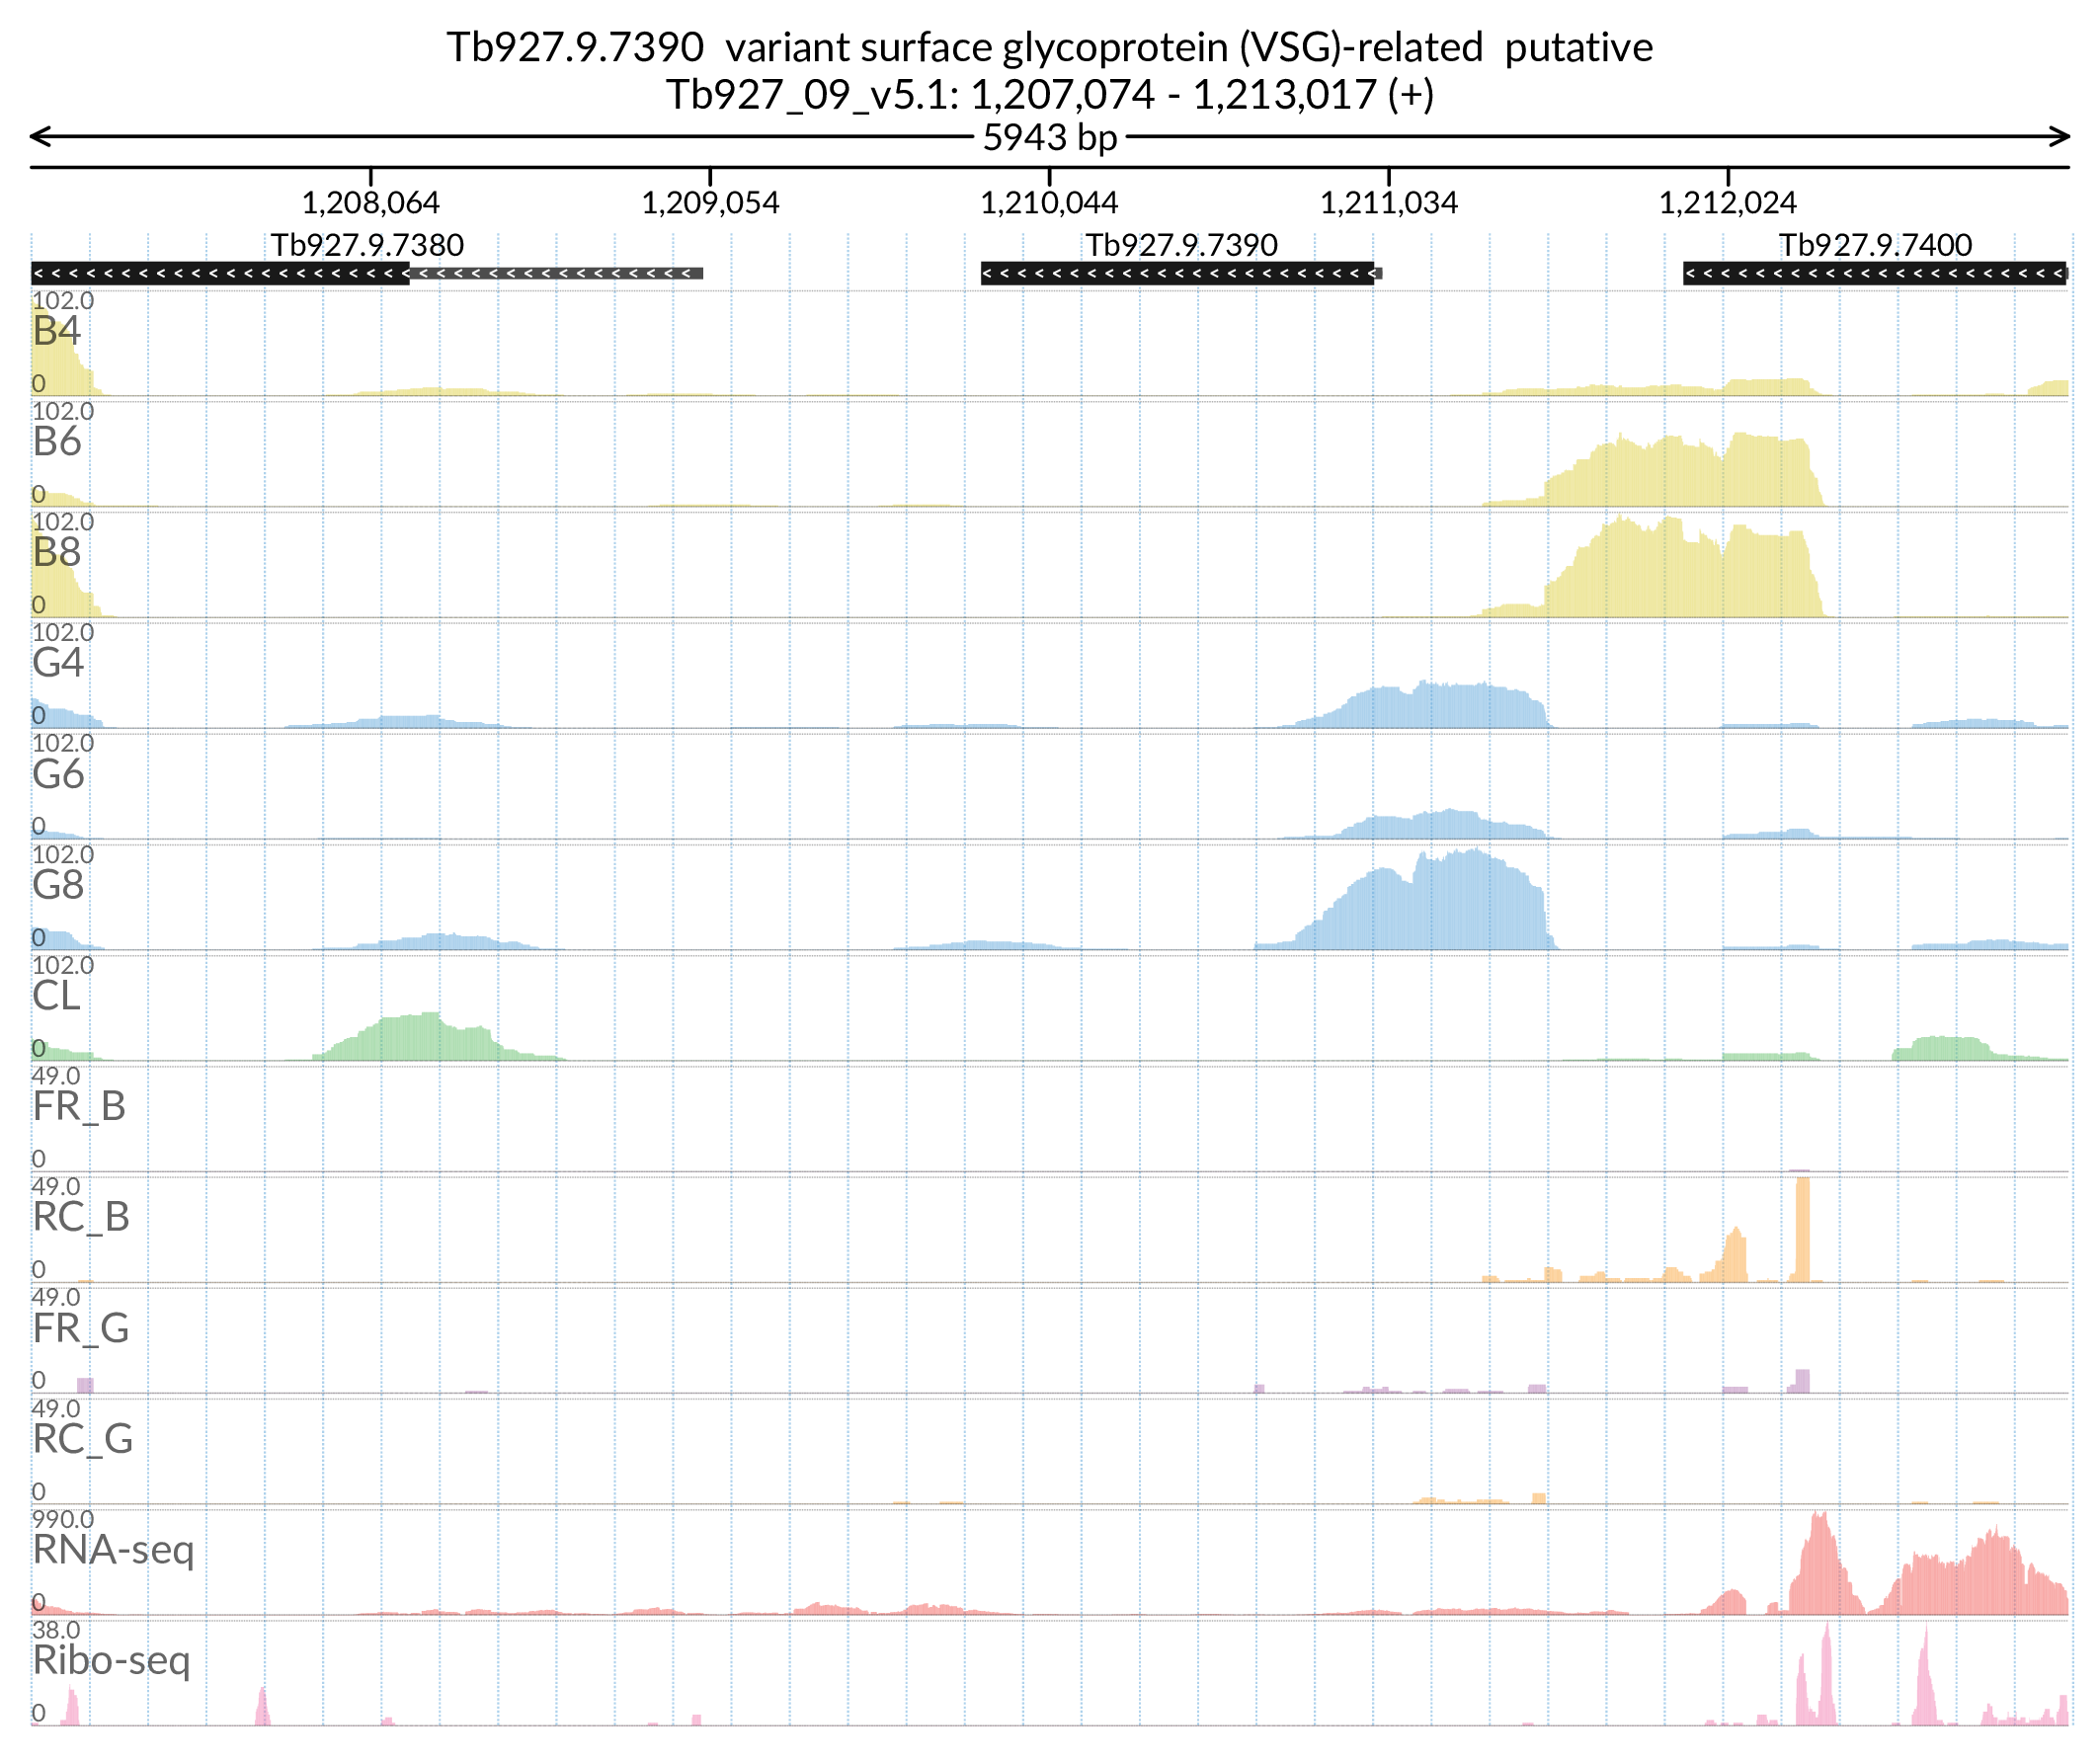 Tb927.9.7390 variant surface glycoprotein (VSG)-related putative
Tb927_09_v5.1: 1,207,074 - 1,213,017 (+)
5943 bp
1,208,064 1,209,054 1,210,044 1,211,034 1,212,024
Tb927.9.7380 Tb927.9.7390 Tb927.9.7400
102.0
B4
0
102.0
B6
0
102.0
B8
0
102.0
G4
0
102.0
G6
0
102.0
G8
0
102.0
CL
0
49.0
FR_B
0
49.0
RC_B
0
49.0
FR_G
0
49.0
RC_G
0
990.0
RNA-seq
0
38.0
Ribo-seq
0